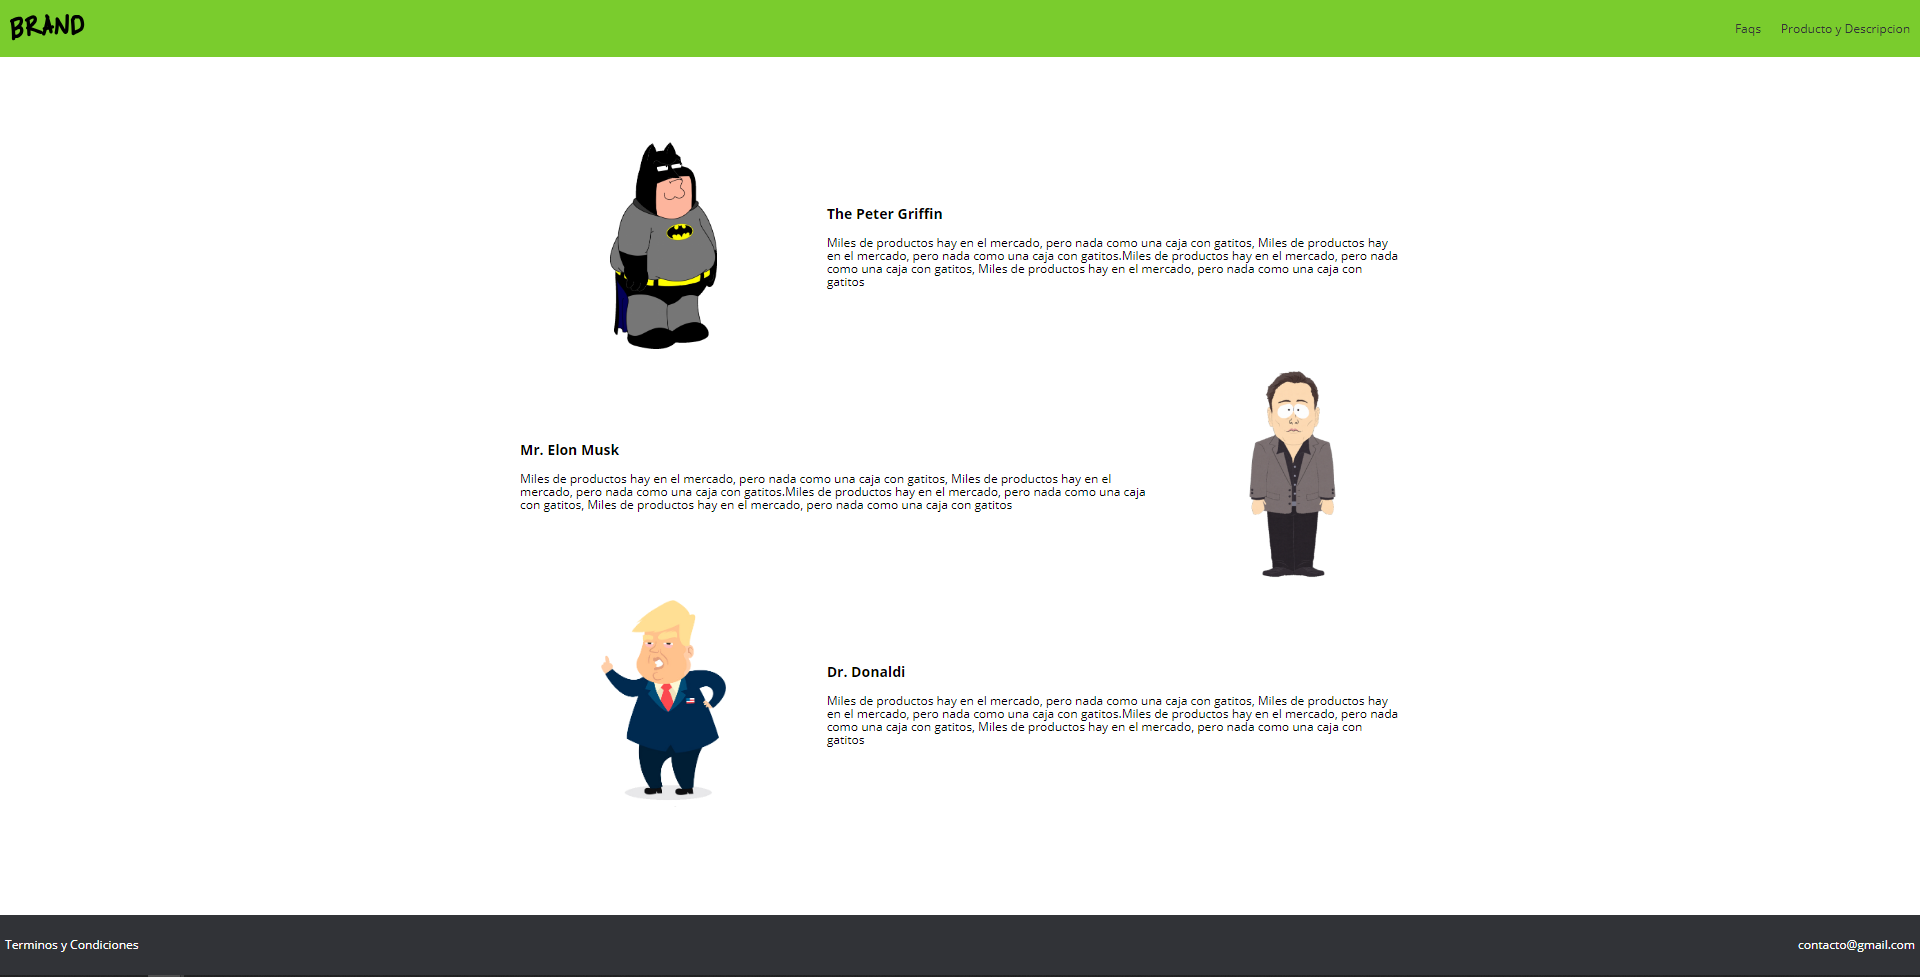 BRAND
Faqs
Producto y Descripcion
The Peter Griffin
Miles de productos hay en el mercado, pero nada como una caja con gatitos, Miles de productos hay
en el mercado, pero nada como una caja con gatitos.Miles de productos hay en el mercado, pero nada
como una caja con gatitos, Miles de productos hay en el mercado, pero nada como una caja con
gatitos
Mr. Elon Musk
Miles de productos hay en el mercado, pero nada como una caja con gatitos, Miles de productos hay en el
mercado, pero nada como una caja con gatitos.Miles de productos hay en el mercado, pero nada como una caja
con gatitos, Miles de productos hay en el mercado, pero nada como una caja con gatitos
Dr. Donaldi
Miles de productos hay en el mercado, pero nada como una caja con gatitos, Miles de productos hay
en el mercado, pero nada como una caja con gatitos.Miles de productos hay en el mercado, pero nada
como una caja con gatitos, Miles de productos hay en el mercado, pero nada como una caja con
gatitos
Terminos y Condiciones
contacto@gmail.com